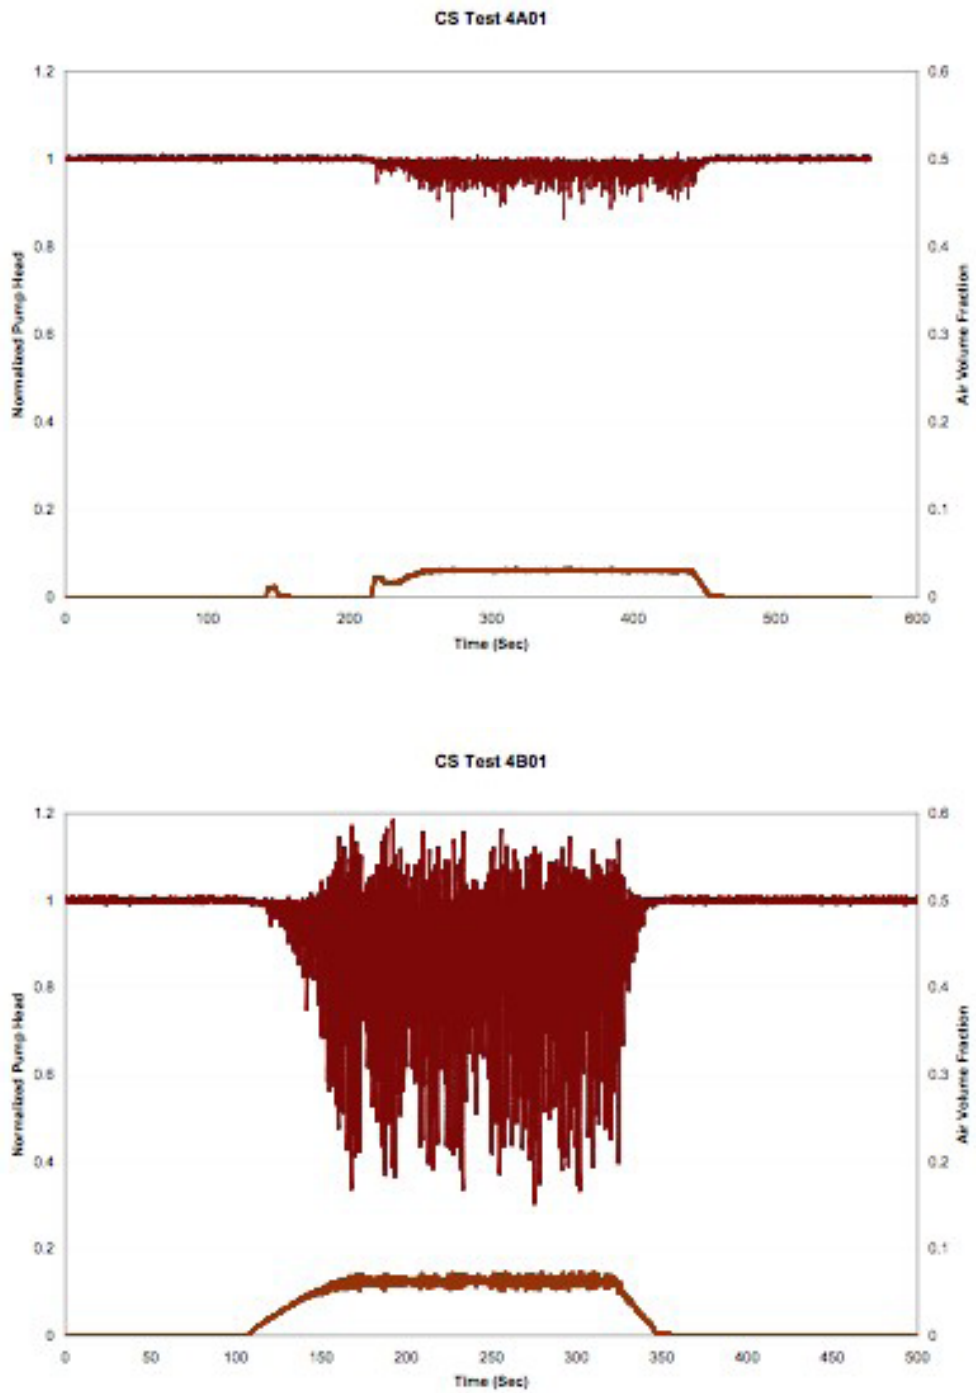 CS Test 4A01
1.2 0.6
1 0.5
0.8 0.4
0.6 0.3
0.4 0.2
0.2 0.1
0 0
Normalized Pump Head
Air Volume Fraction
0 100 200 300 400 500 600
Time (Sec)
CS Test 4B01
1.2 0.6
1 0.5
0.8 0.4
0.6 0.3
0.4 0.2
0.2 0.1
0 0
Normalized Pump Head
Air Volume Fraction
0 50 100 150 200 250 300 350 400 450 500
Time (Sec)